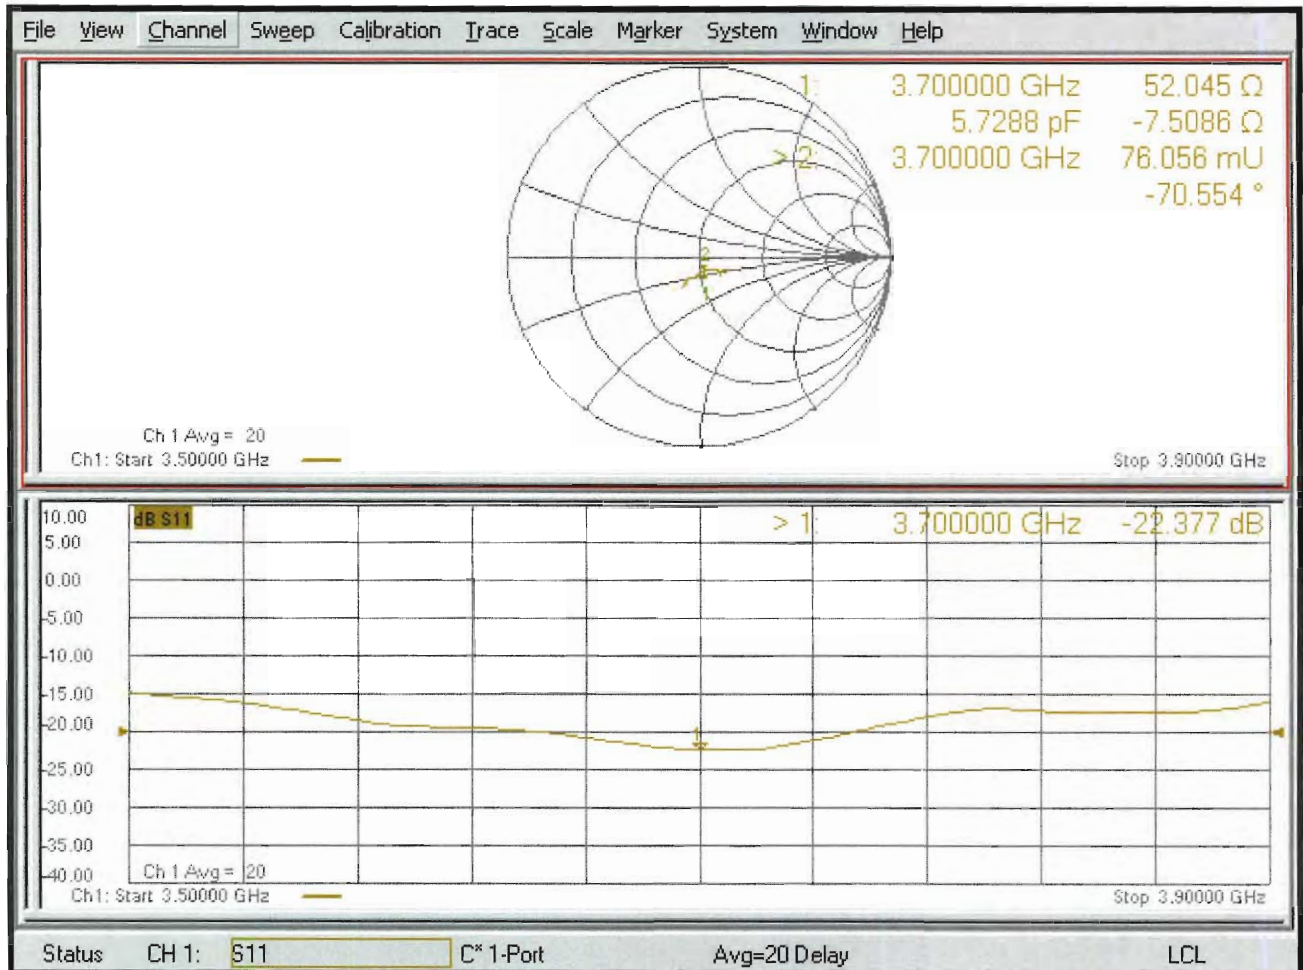 File View Channel Sweep Calibration Trace Scale Marker System Window Help
1: 3.700000 GHz 52.045 Ω
5.7288 pF -7.5086 Ω
> 2: 3.700000 GHz 76.056 mU
-70.554 °
2
1
Ch 1 Avg = 20
Ch1: Start 3.50000 GHz
Stop 3.90000 GHz
10.00
dB S11
> 1: 3.700000 GHz -22.377 dB
5.00
0.00
-5.00
-10.00
-15.00
-20.00
1
-25.00
-30.00
-35.00
-40.00
Ch 1 Avg = 20
Ch1: Start 3.50000 GHz
Stop 3.90000 GHz
Status CH 1: S11 C* 1-Port Avg=20 Delay LCL